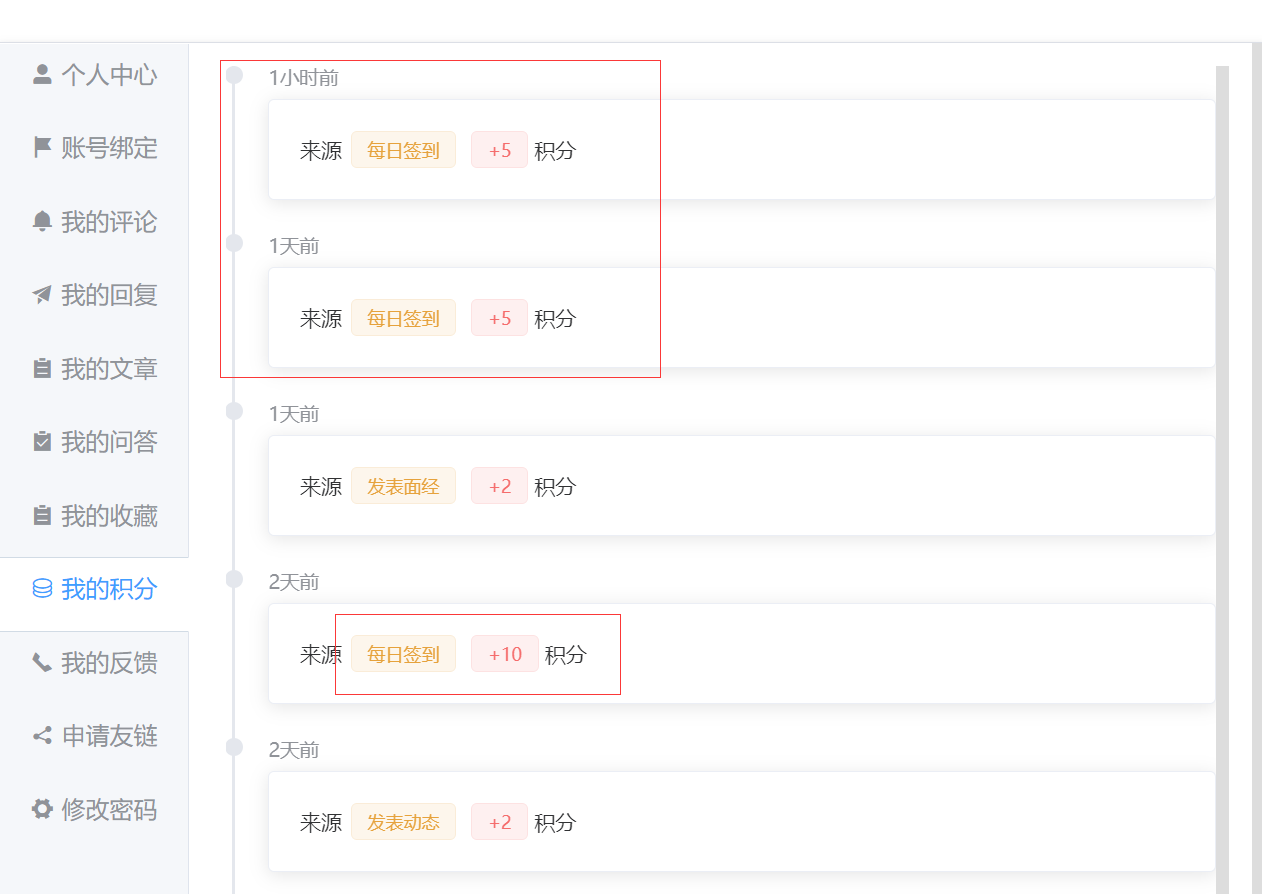 个人中心
账号绑定
我的评论
我的回复
我的文章
我的问答
我的收藏
我的积分
我的反馈
申请友链
修改密码
1小时前
来源 每日签到 +5 积分
1天前
来源 每日签到 +5 积分
1天前
来源 发表面经 +2 积分
2天前
来源 每日签到 +10 积分
2天前
来源 发表动态 +2 积分